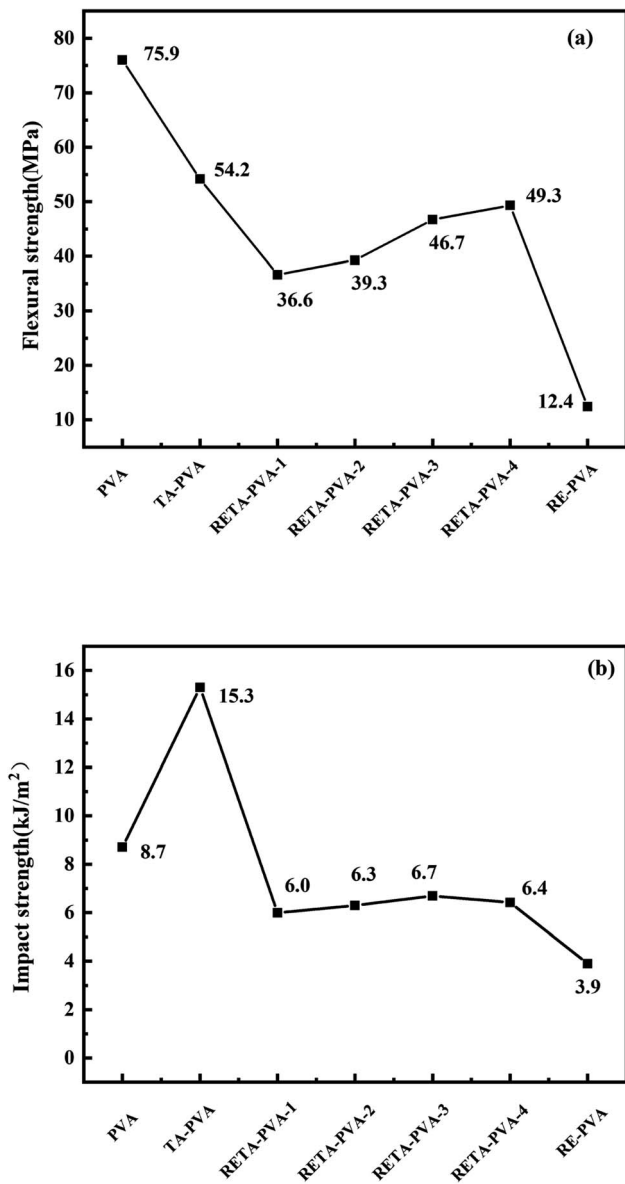 (a)
80
70
60
50
40
30
20
10
Flexural strength(MPa)
75.9
54.2
36.6
39.3
46.7
49.3
12.4
PVA
TA-PVA
RETA-PVA-1
RETA-PVA-2
RETA-PVA-3
RETA-PVA-4
RE-PVA
(b)
16
14
12
10
8
6
4
2
0
Impact strength(kJ/m²)
8.7
15.3
6.0
6.3
6.7
6.4
3.9
PVA
TA-PVA
RETA-PVA-1
RETA-PVA-2
RETA-PVA-3
RETA-PVA-4
RE-PVA